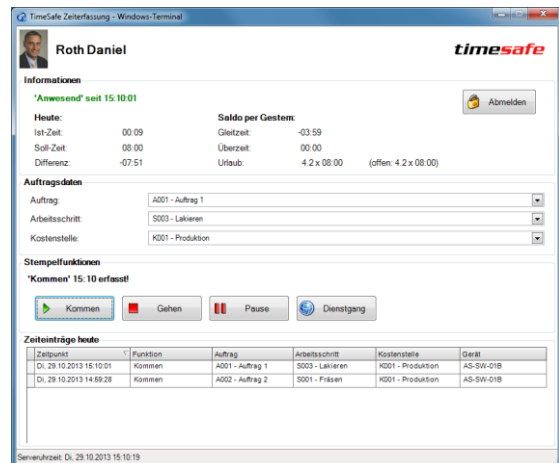 TimeSafe Zeiterfassung - Windows-Terminal
Roth Daniel
timesafe
Informationen
'Anwesend' seit 15:10:01
Abmelden
Heute: Saldo per Gestern:
Ist-Zeit: 00:09 Gleitzeit: -03:59
Soll-Zeit: 08:00 Überzeit: 00:00
Differenz: -07:51 Urlaub: 4.2 x 08:00 (offen: 4.2 x 08:00)
Auftragsdaten
Auftrag: A001 - Auftrag 1
Arbeitsschritt: S003 - Lakieren
Kostenstelle: K001 - Produktion
Stempelfunktionen
'Kommen' 15:10 erfasst!
Kommen Gehen Pause Dienstgang
Zeiteinträge heute
Zeitpunkt Funktion Auftrag Arbeitsschritt Kostenstelle Gerät
Di, 29.10.2013 15:10:01 Kommen A001 - Auftrag 1 S003 - Lakieren K001 - Produktion AS-SW-01B
Di, 29.10.2013 14:59:28 Kommen A002 - Auftrag 2 S001 - Fräsen K001 - Produktion AS-SW-01B
Serveruhrzeit: Di, 29.10.2013 15:10:19